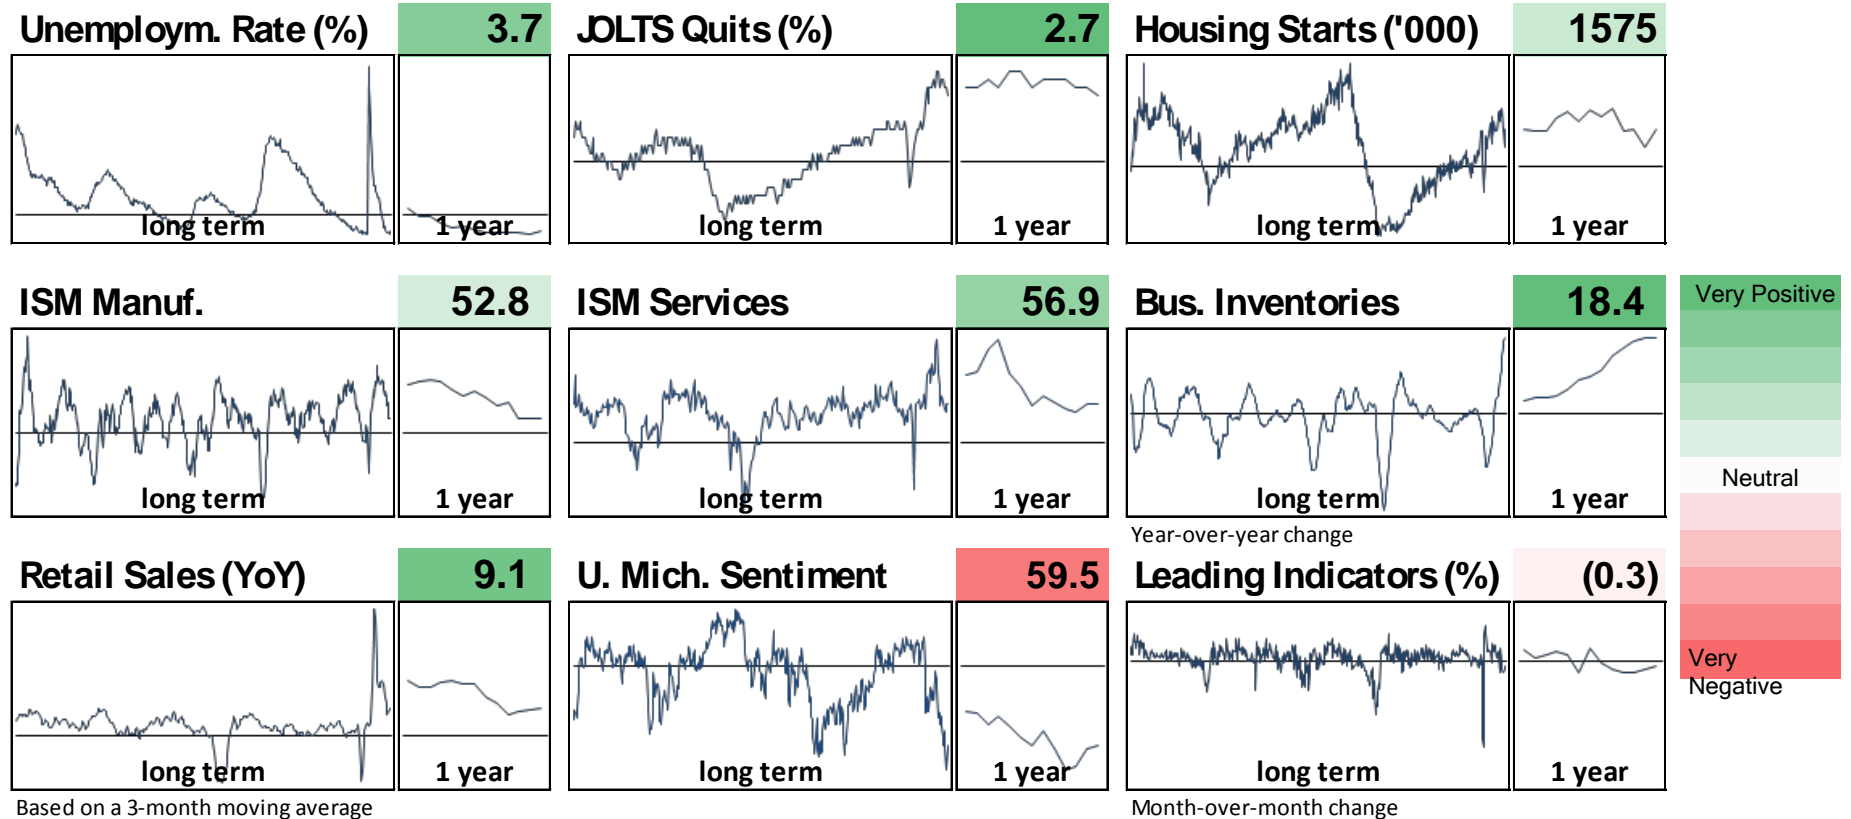 Unemploym. Rate (%) 3.7 JOLTS Quits (%) 2.7 Housing Starts ('000) 1575
long term 1 year long term 1 year long term 1 year
ISM Manuf. 52.8 ISM Services 56.9 Bus. Inventories 18.4
Very Positive
Neutral
Very
Negative
long term 1 year long term 1 year long term 1 year
Year-over-year change
Retail Sales (YoY) 9.1 U. Mich. Sentiment 59.5 Leading Indicators (%) (0.3)
long term 1 year long term 1 year long term 1 year
Based on a 3-month moving average Month-over-month change